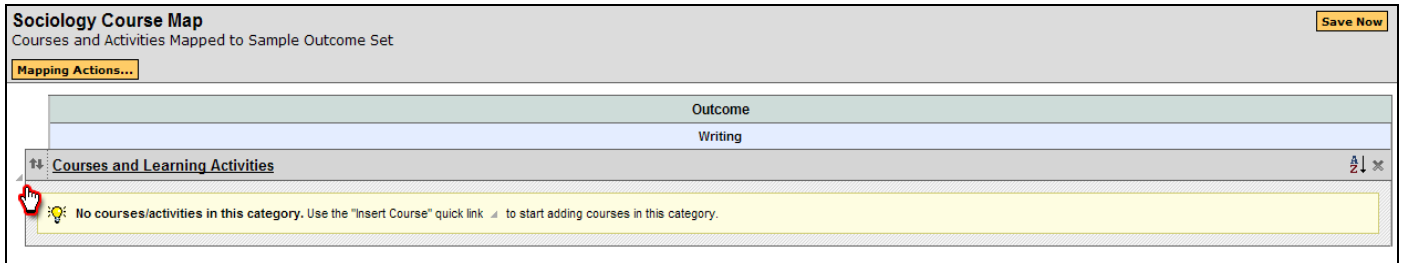 Sociology Course Map
Save Now
Courses and Activities Mapped to Sample Outcome Set
Mapping Actions...
Outcome
Writing
Courses and Learning Activities
A
Z
No courses/activities in this category. Use the "Insert Course" quick link to start adding courses in this category.